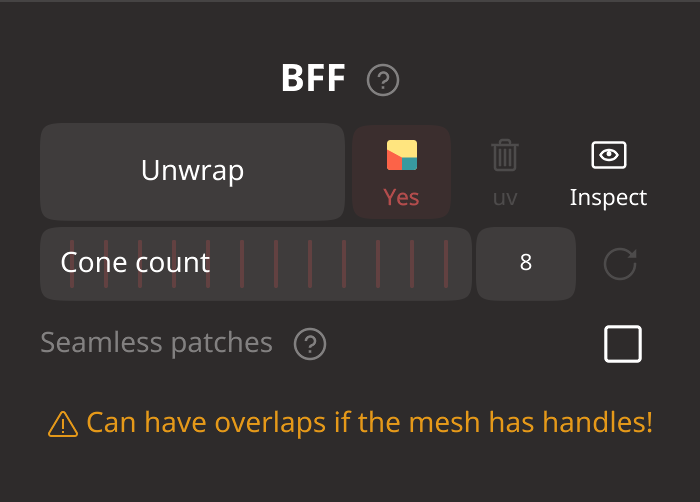 BFF
Unwrap
Yes
uv
Inspect
Cone count
8
Seamless patches
Can have overlaps if the mesh has handles!